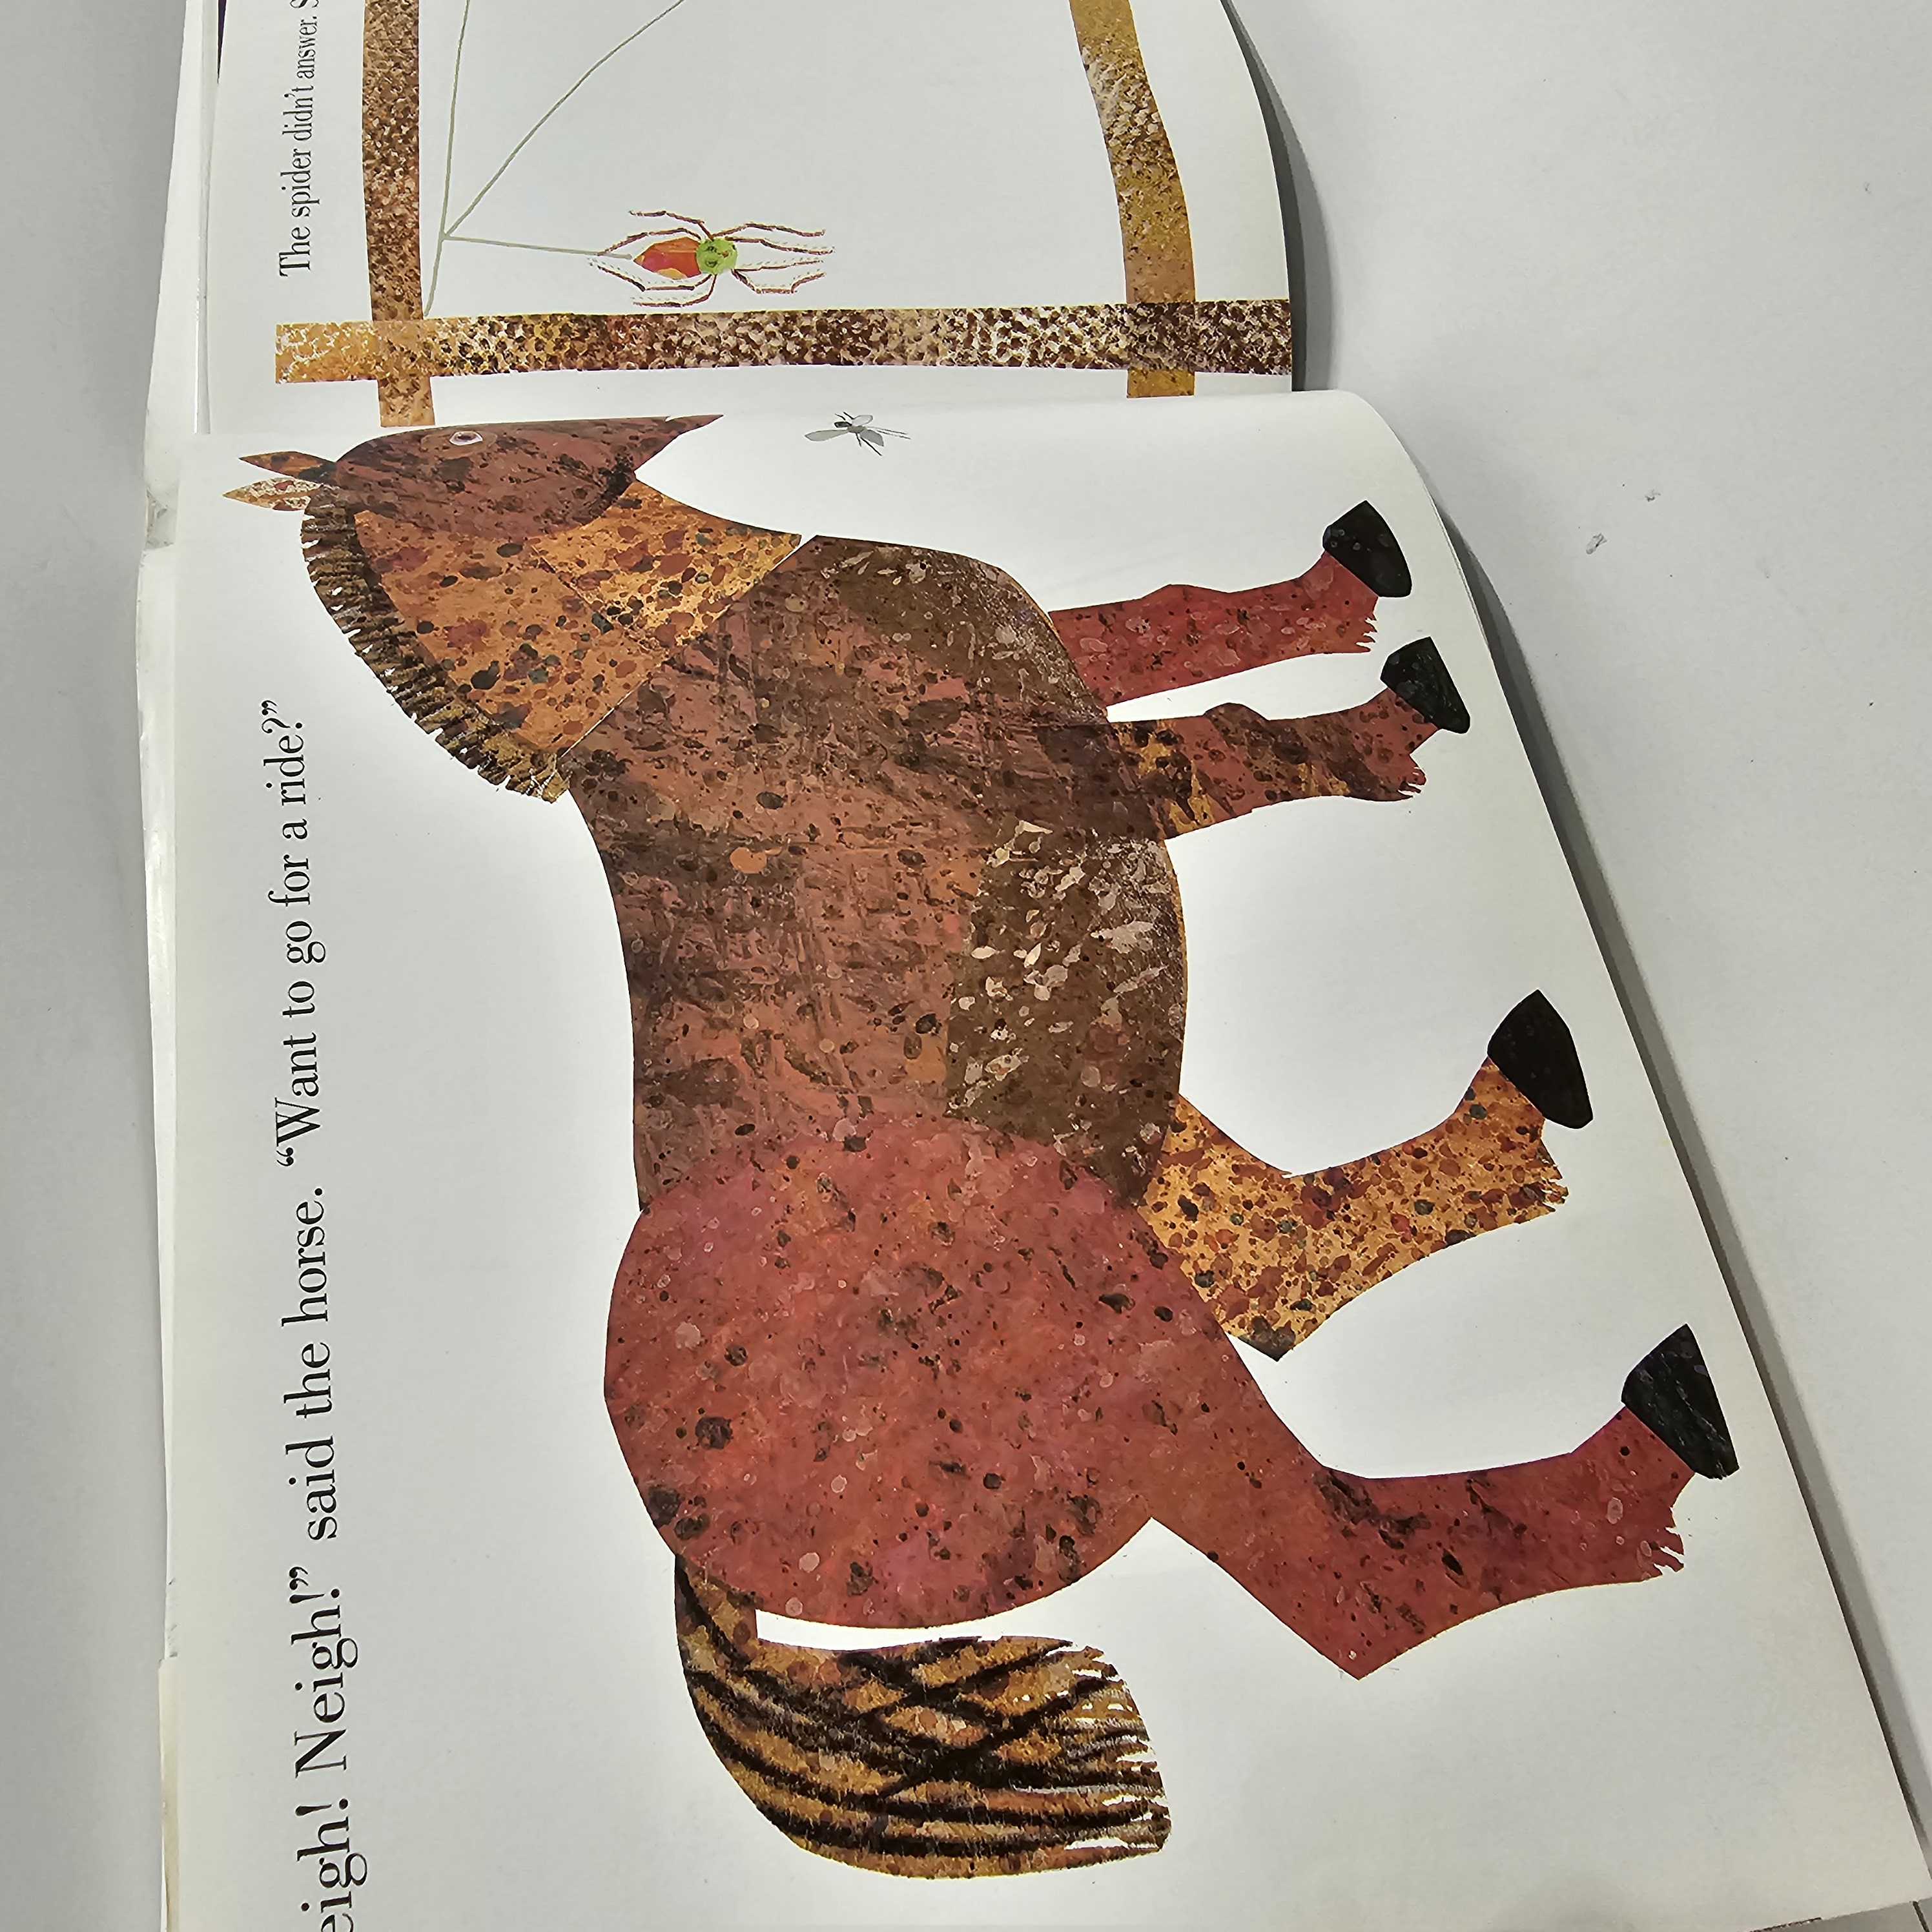 eigh! Neigh!” said the horse. “Want to go for a ride?”
The spider didn’t answer. S